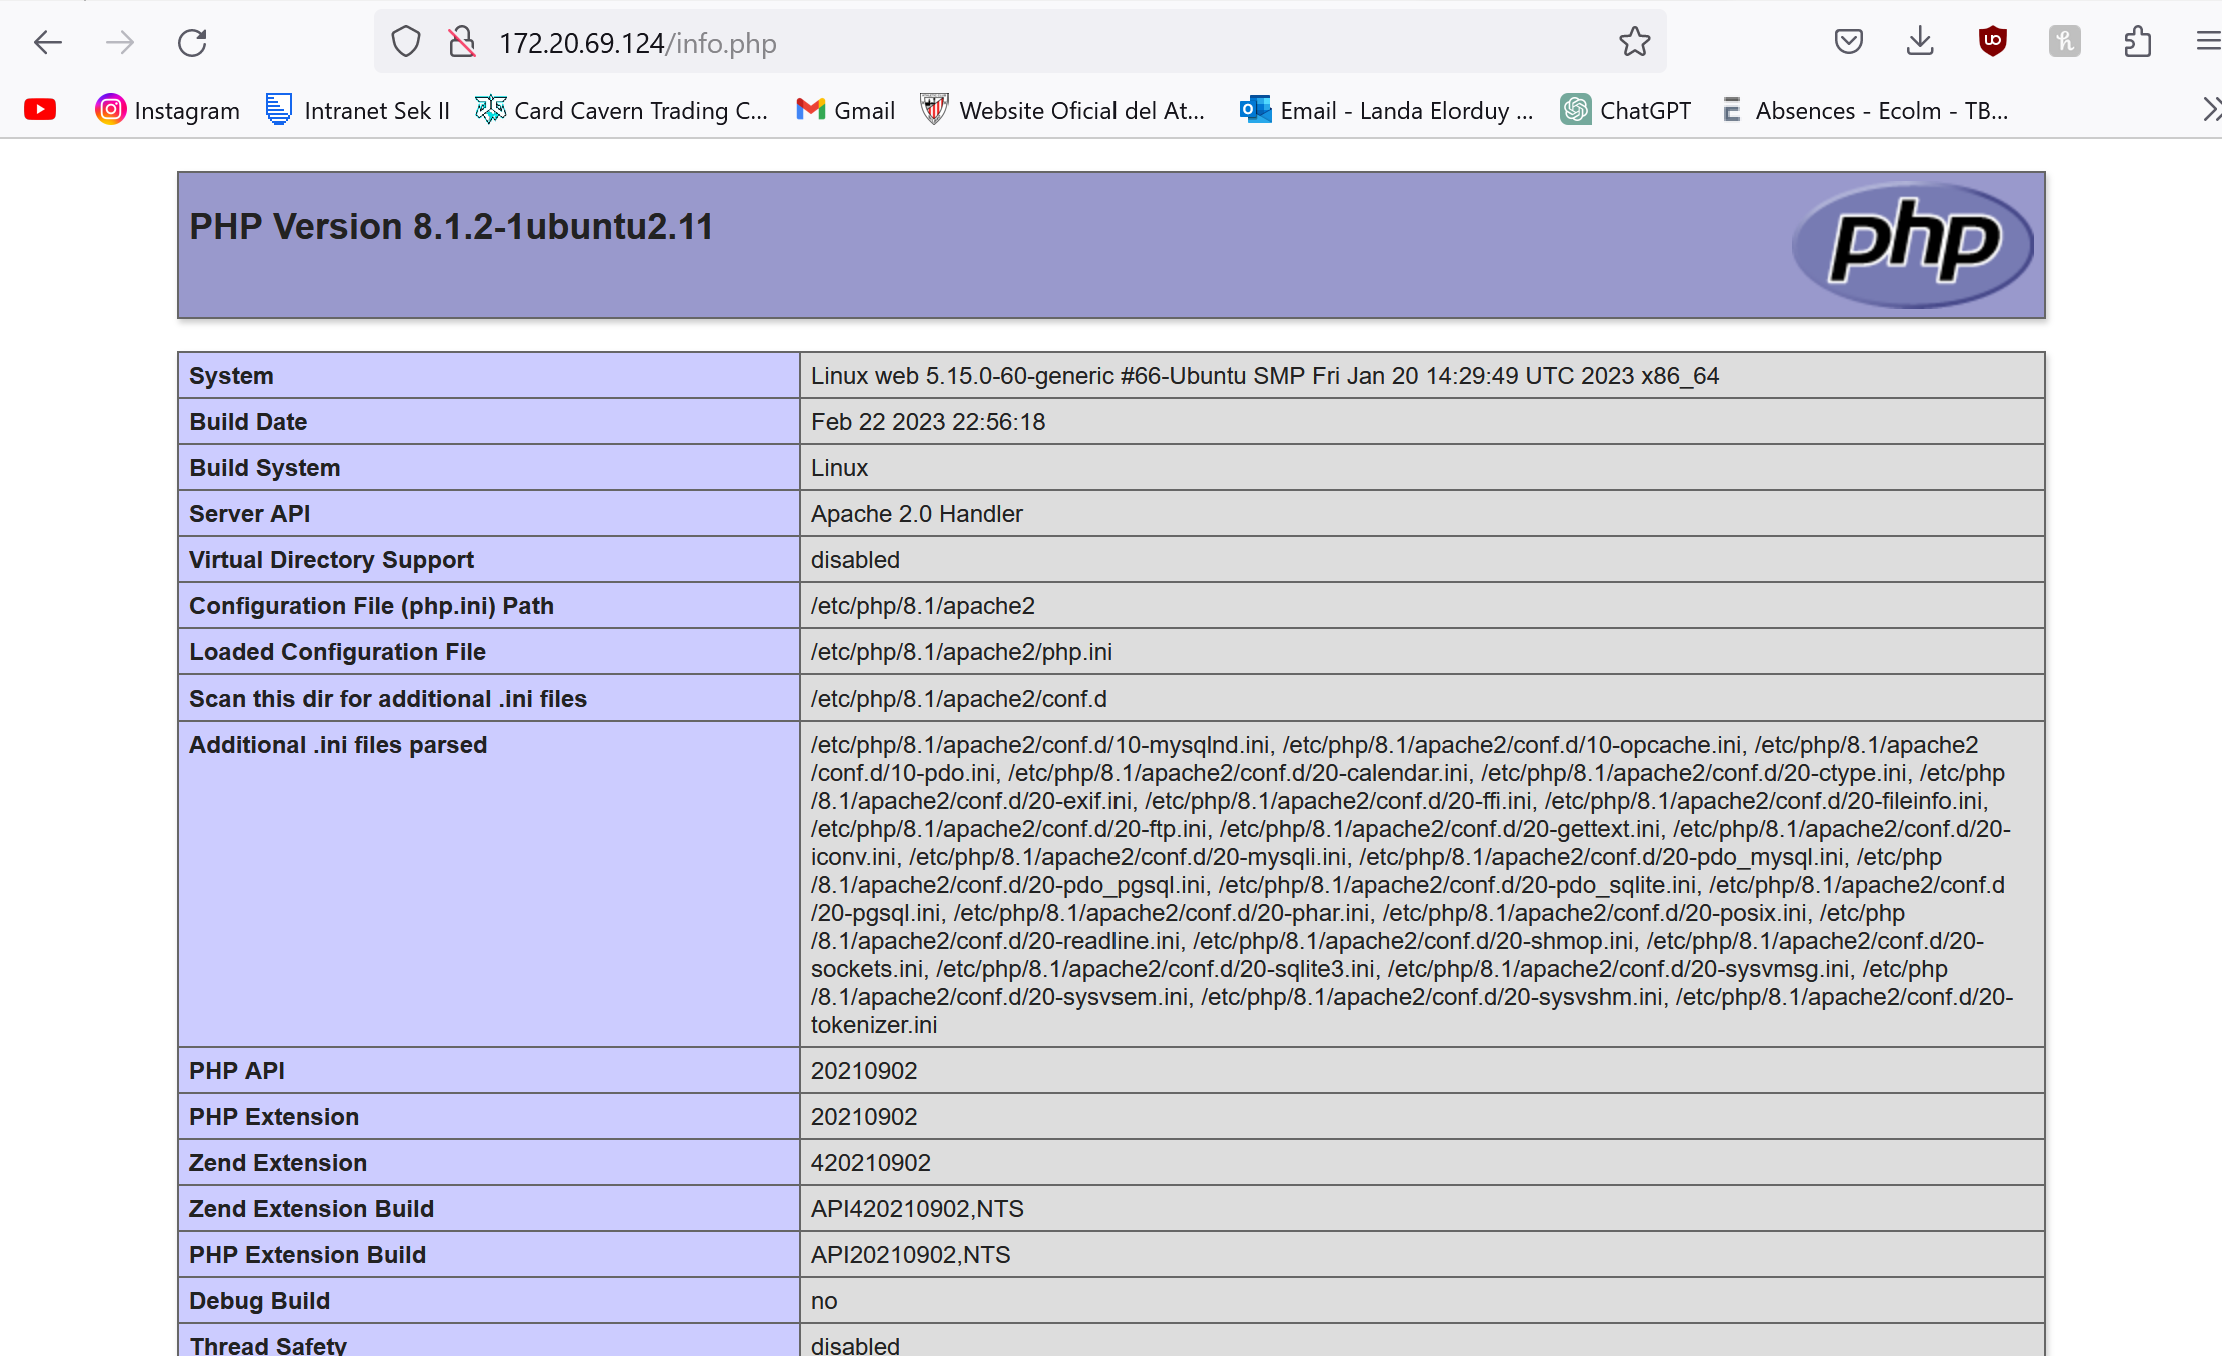 172.20.69.124/info.php
Instagram Intranet Sek II Card Cavern Trading C... Gmail Website Oficial del At... Email - Landa Elorduy ... ChatGPT Absences - Ecolm - TB...
PHP Version 8.1.2-1ubuntu2.11
php
System Linux web 5.15.0-60-generic #66-Ubuntu SMP Fri Jan 20 14:29:49 UTC 2023 x86_64
Build Date Feb 22 2023 22:56:18
Build System Linux
Server API Apache 2.0 Handler
Virtual Directory Support disabled
Configuration File (php.ini) Path /etc/php/8.1/apache2
Loaded Configuration File /etc/php/8.1/apache2/php.ini
Scan this dir for additional .ini files /etc/php/8.1/apache2/conf.d
Additional .ini files parsed /etc/php/8.1/apache2/conf.d/10-mysqlnd.ini, /etc/php/8.1/apache2/conf.d/10-opcache.ini, /etc/php/8.1/apache2
/conf.d/10-pdo.ini, /etc/php/8.1/apache2/conf.d/20-calendar.ini, /etc/php/8.1/apache2/conf.d/20-ctype.ini, /etc/php
/8.1/apache2/conf.d/20-exif.ini, /etc/php/8.1/apache2/conf.d/20-ffi.ini, /etc/php/8.1/apache2/conf.d/20-fileinfo.ini,
/etc/php/8.1/apache2/conf.d/20-ftp.ini, /etc/php/8.1/apache2/conf.d/20-gettext.ini, /etc/php/8.1/apache2/conf.d/20-
iconv.ini, /etc/php/8.1/apache2/conf.d/20-mysqli.ini, /etc/php/8.1/apache2/conf.d/20-pdo_mysql.ini, /etc/php
/8.1/apache2/conf.d/20-pdo_pgsql.ini, /etc/php/8.1/apache2/conf.d/20-pdo_sqlite.ini, /etc/php/8.1/apache2/conf.d
/20-pgsql.ini, /etc/php/8.1/apache2/conf.d/20-phar.ini, /etc/php/8.1/apache2/conf.d/20-posix.ini, /etc/php
/8.1/apache2/conf.d/20-readline.ini, /etc/php/8.1/apache2/conf.d/20-shmop.ini, /etc/php/8.1/apache2/conf.d/20-
sockets.ini, /etc/php/8.1/apache2/conf.d/20-sqlite3.ini, /etc/php/8.1/apache2/conf.d/20-sysvmsg.ini, /etc/php
/8.1/apache2/conf.d/20-sysvsem.ini, /etc/php/8.1/apache2/conf.d/20-sysvshm.ini, /etc/php/8.1/apache2/conf.d/20-
tokenizer.ini
PHP API 20210902
PHP Extension 20210902
Zend Extension 420210902
Zend Extension Build API420210902,NTS
PHP Extension Build API20210902,NTS
Debug Build no
Thread Safety disabled